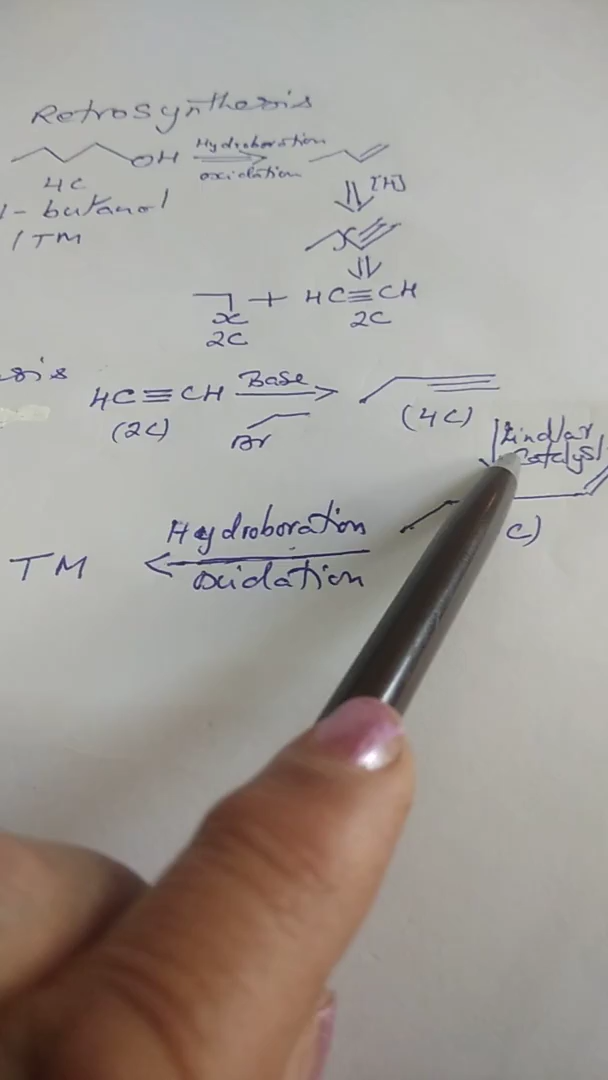 Retrosynthesis
OH Hydroboration
oxidation
4C
1-butanol
/TM
[H]
x
+ HC≡CH
x
2C 2C
HC≡CH Base
(2C) Br (4C)
Lindlar
Catalyst
C)
Hydroboration
oxidation
TM